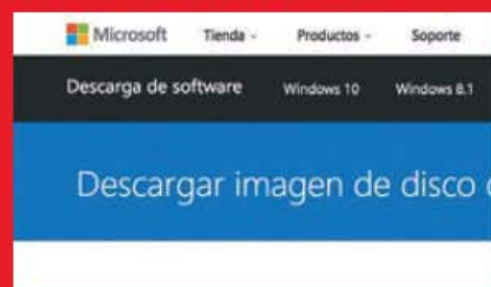 Microsoft Tienda Productos Soporte
Descarga de software Windows 10 Windows 8.1
Descargar imagen de disco